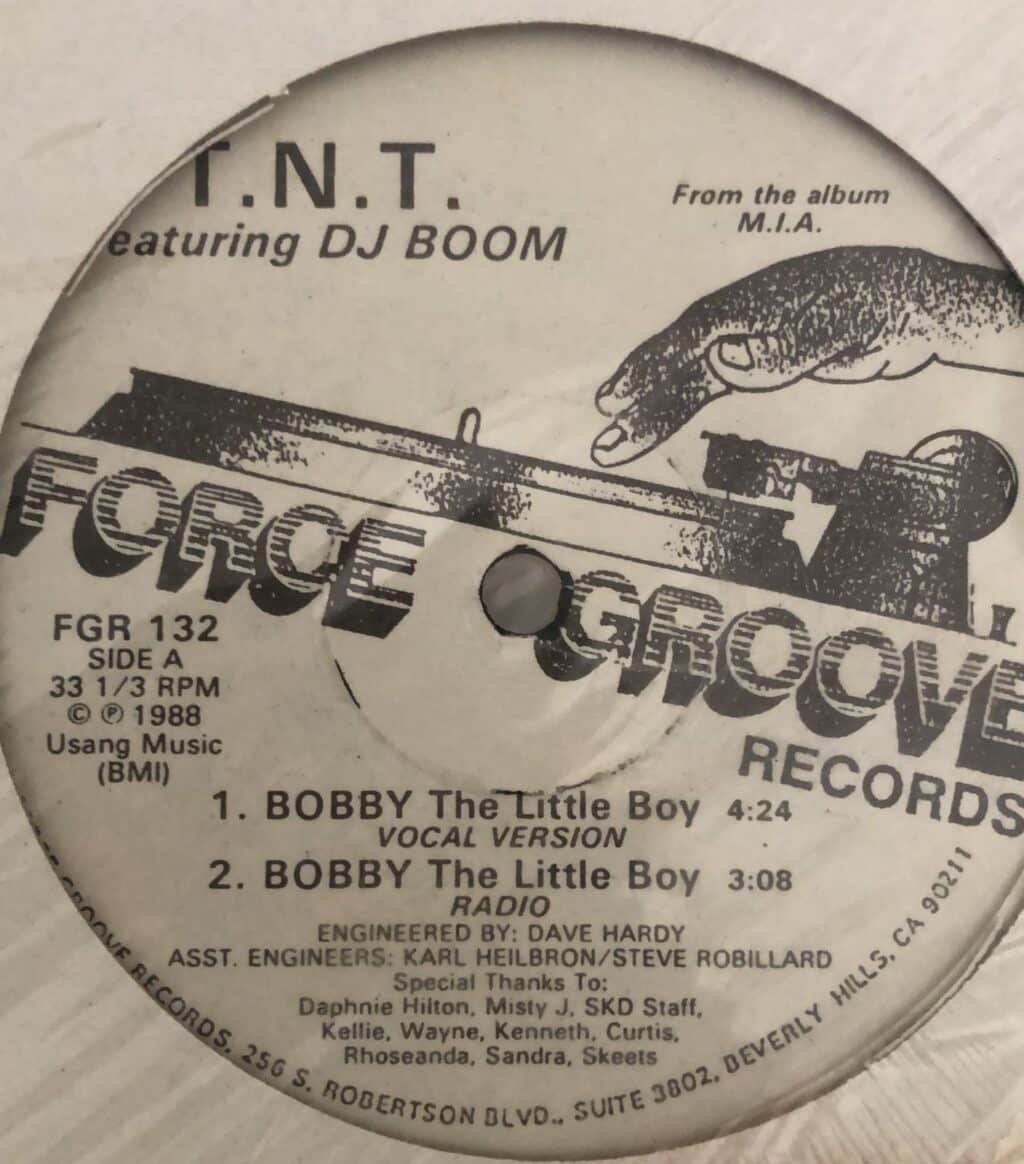 T.N.T.
eaturing DJ BOOM
From the album
M.I.A.
FORCE GROOVE
RECORDS
FGR 132
SIDE A
33 1/3 RPM
© ℗ 1988
Usang Music
(BMI)
1. BOBBY The Little Boy 4:24
VOCAL VERSION
2. BOBBY The Little Boy 3:08
RADIO
ENGINEERED BY: DAVE HARDY
ASST. ENGINEERS: KARL HEILBRON/STEVE ROBILLARD
Special Thanks To:
Daphnie Hilton, Misty J, SKD Staff,
Kellie, Wayne, Kenneth, Curtis,
Rhoseanda, Sandra, Skeets
GROOVE RECORDS, 256 S. ROBERTSON BLVD., SUITE 3802, BEVERLY HILLS, CA 90211